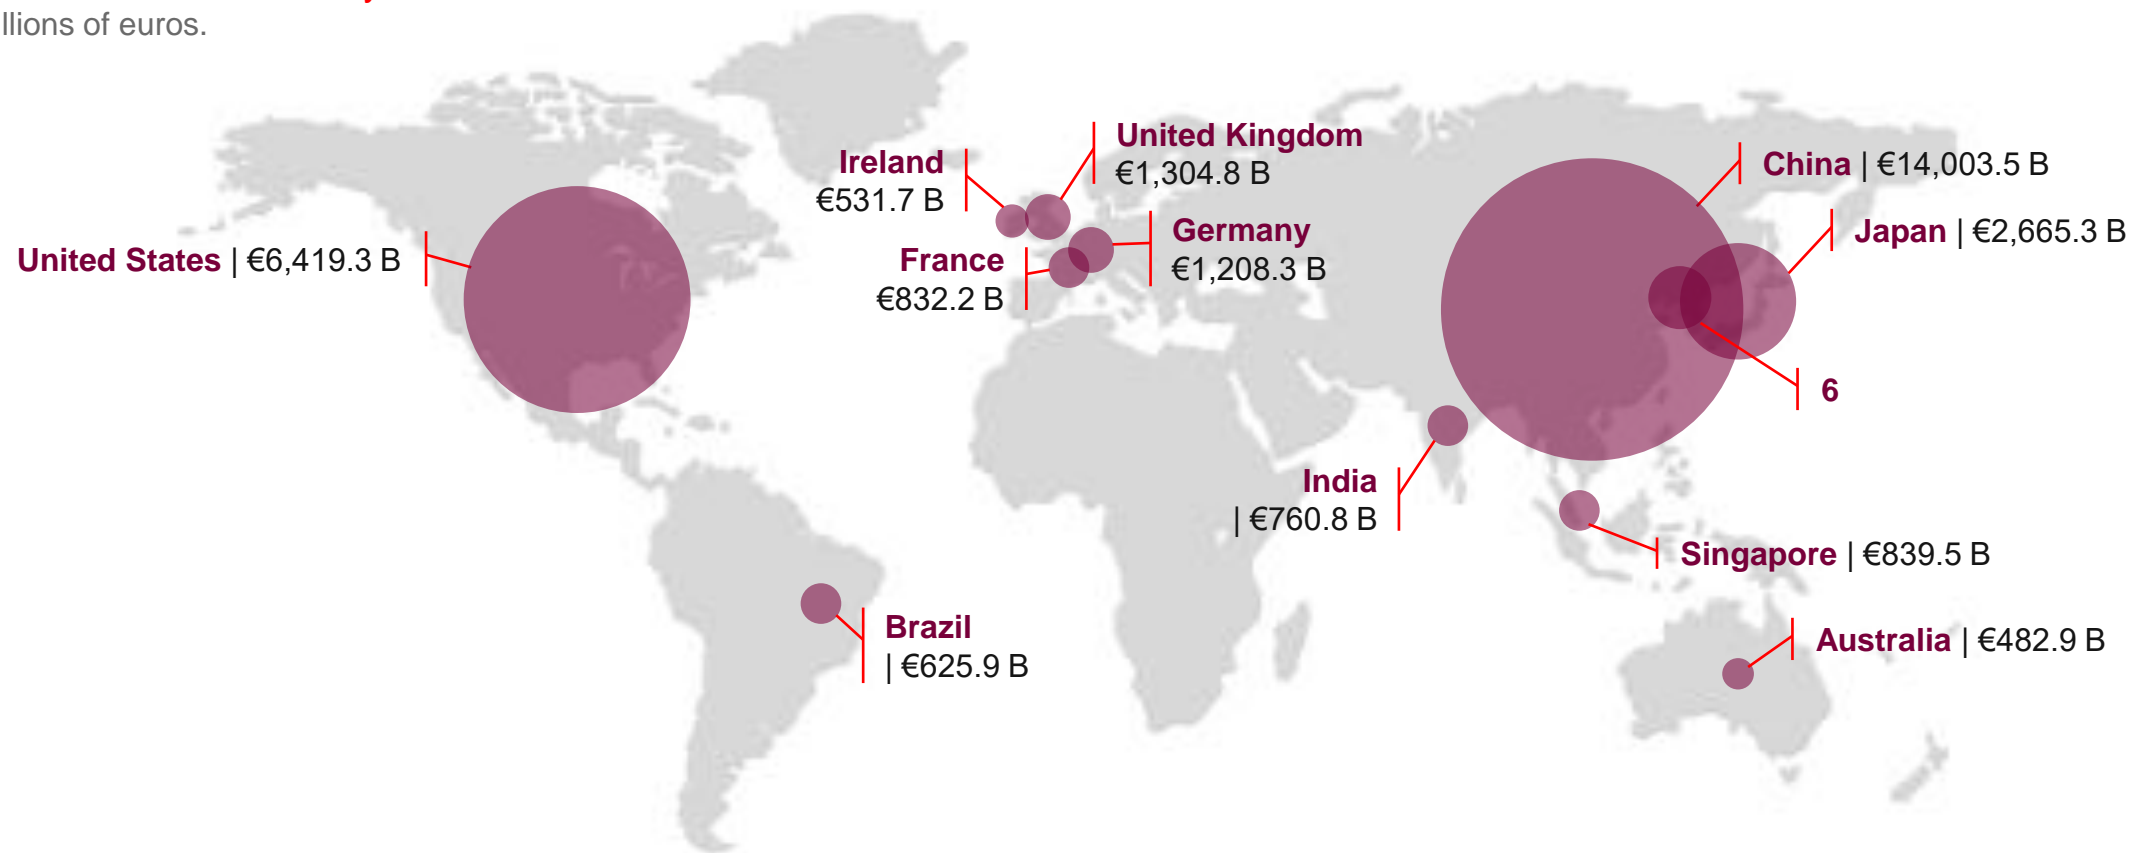 llions of euros.
United Kingdom
€1,304.8 B
Ireland
€531.7 B
China | €14,003.5 B
Japan | €2,665.3 B
Germany
€1,208.3 B
United States | €6,419.3 B
France
€832.2 B
6
India
| €760.8 B
Singapore | €839.5 B
Brazil
| €625.9 B
Australia | €482.9 B